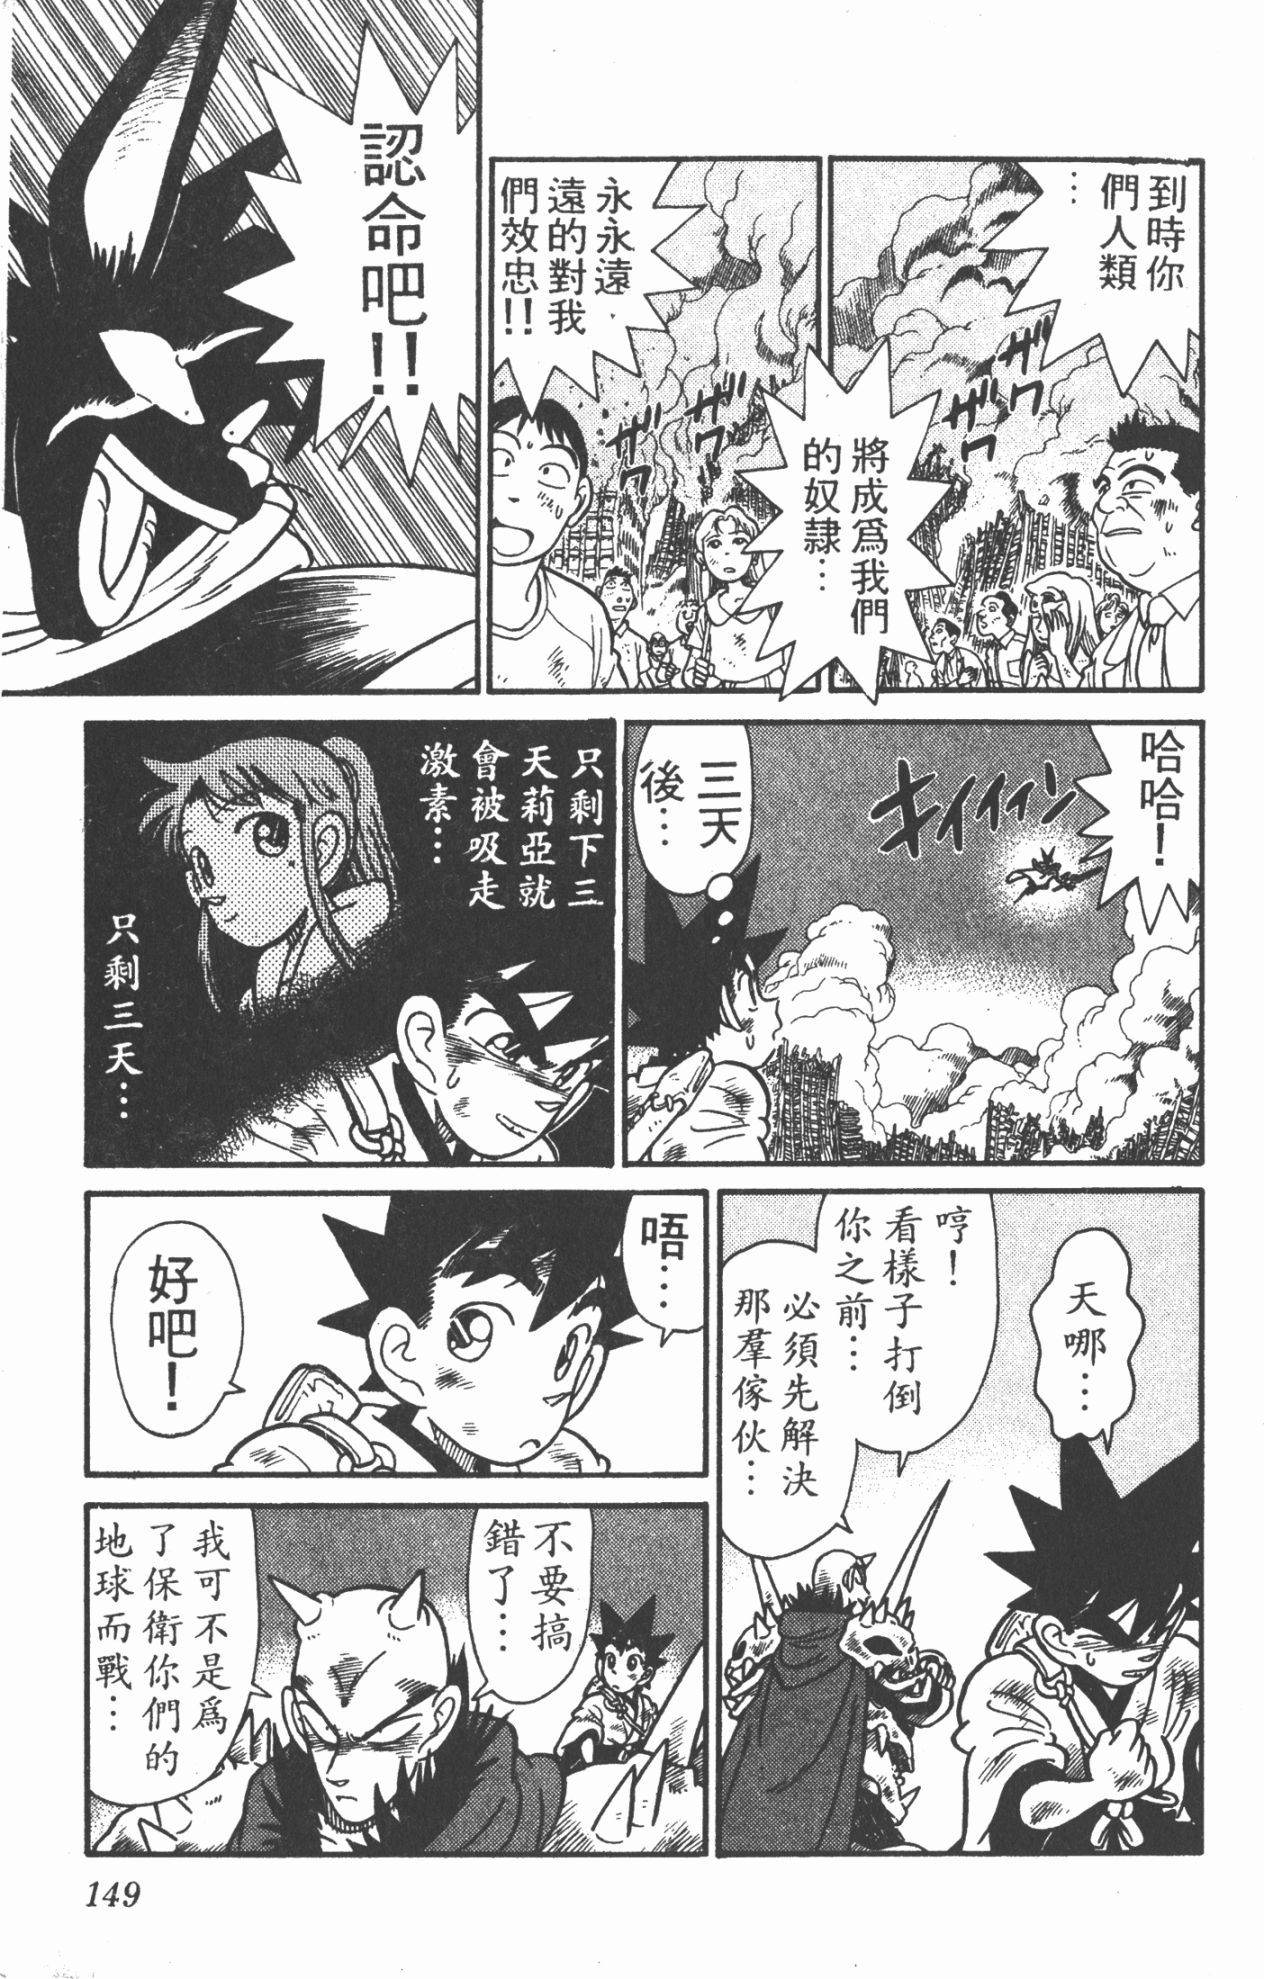 到時你
們人類
⋯
將成爲我們
的奴隷⋯
ザワ
ザワ
永永遠
遠的對我
們效忠!!
ザワ
ザワ
認命吧!!
哈哈！
キイイイイン
三天
後⋯
只剩下三
天莉亞就
會被吸走
激素⋯
只剩三天⋯
天哪⋯
哼！
看樣子打倒
你之前⋯
必須先解決
那羣傢伙⋯
唔⋯
好吧！
不要搞
錯了⋯
我可不是爲
了保衛你們的
地球而戰⋯
149